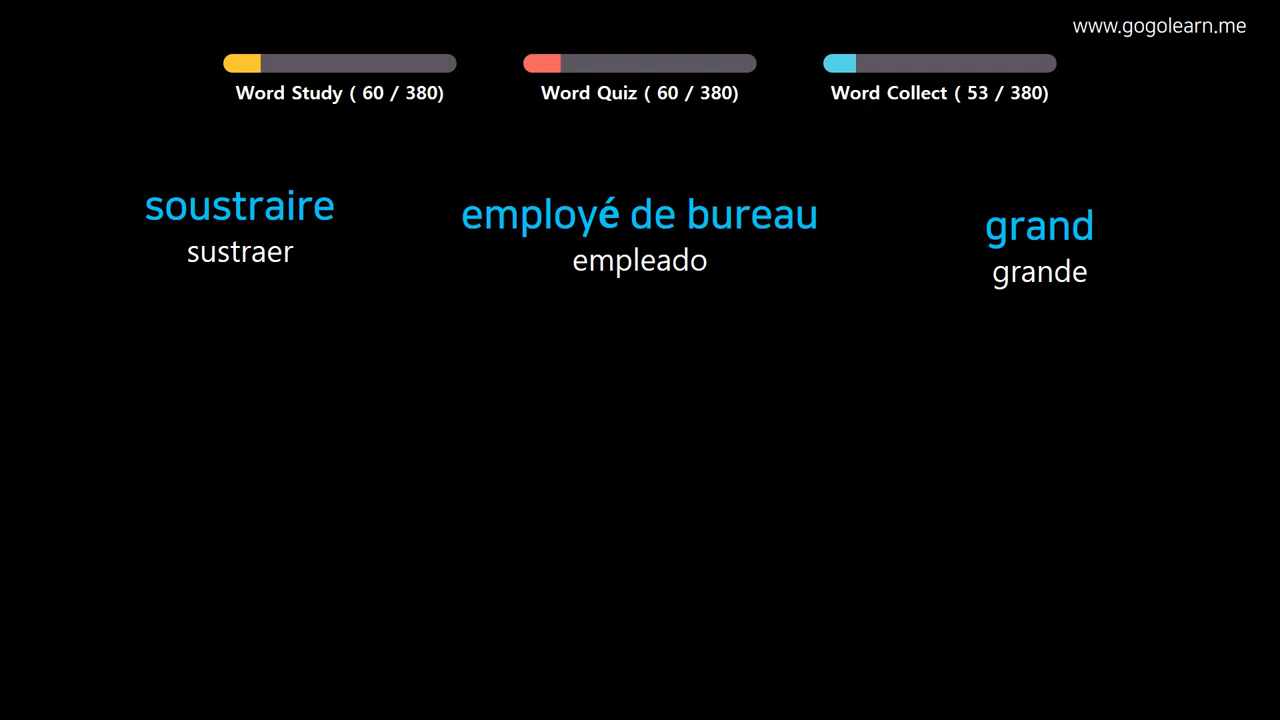 www.gogolearn.me
Word Study ( 60 / 380)
Word Quiz ( 60 / 380)
Word Collect ( 53 / 380)
soustraire
sustraer
employé de bureau
empleado
grand
grande